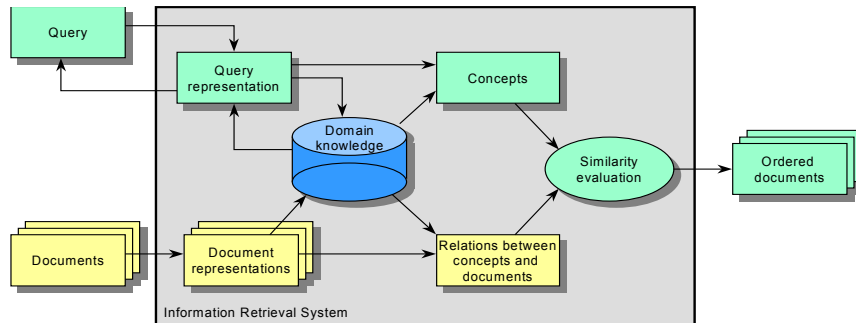 Query
Query
representation
Concepts
Domain
knowledge
Similarity
evaluation
Ordered
documents
Documents
Document
representations
Relations between
concepts and
documents
Information Retrieval System